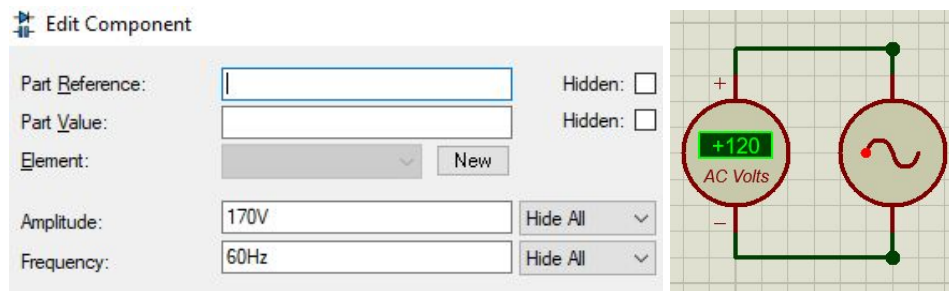 Edit Component
Part Reference: Hidden:
Part Value: Hidden:
Element: New
Amplitude: 170V Hide All
Frequency: 60Hz Hide All
+
+120
AC Volts
−